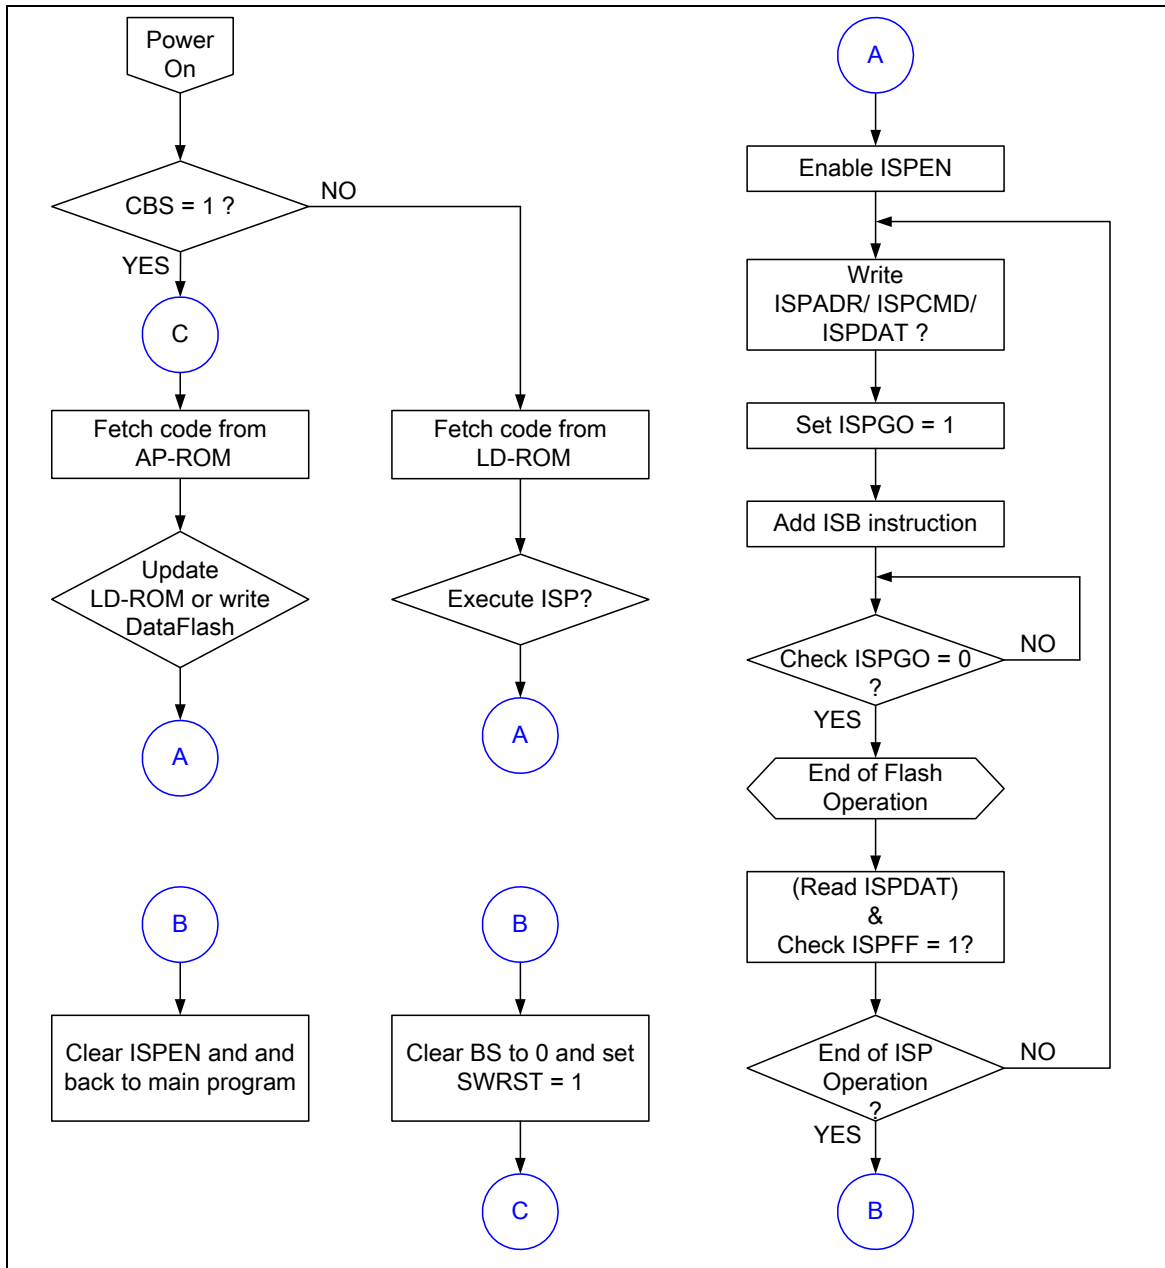 Power
On
CBS = 1 ?
NO
YES
C
Fetch code from
AP-ROM
Fetch code from
LD-ROM
Update
LD-ROM or write
DataFlash
Execute ISP?
A
A
B
Clear ISPEN and and
back to main program
B
Clear BS to 0 and set
SWRST = 1
C
A
Enable ISPEN
Write
ISPADR/ ISPCMD/
ISPDAT ?
Set ISPGO = 1
Add ISB instruction
Check ISPGO = 0
?
NO
YES
End of Flash
Operation
(Read ISPDAT)
&
Check ISPFF = 1?
End of ISP
Operation
?
NO
YES
B